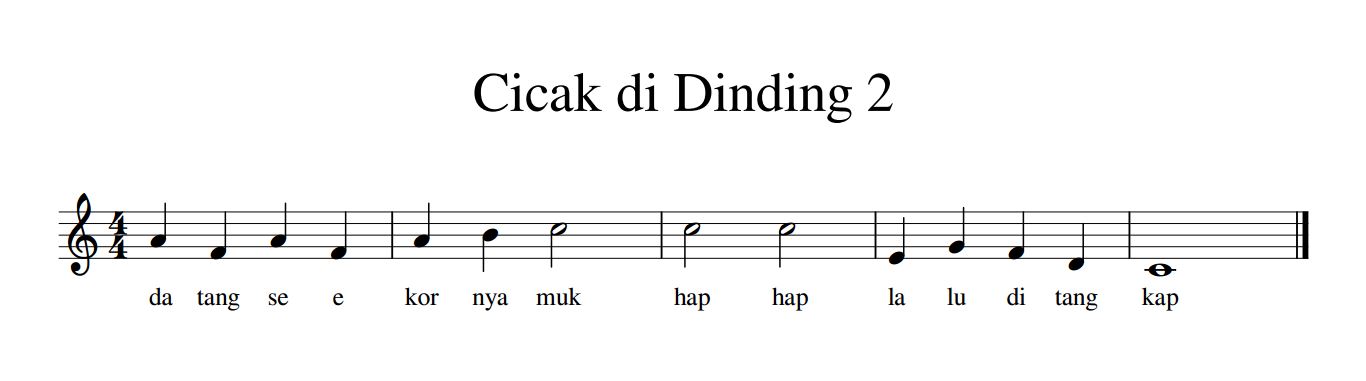 Cicak di Dinding 2
4
4
da tang se e kor nya muk hap hap la lu di tang kap